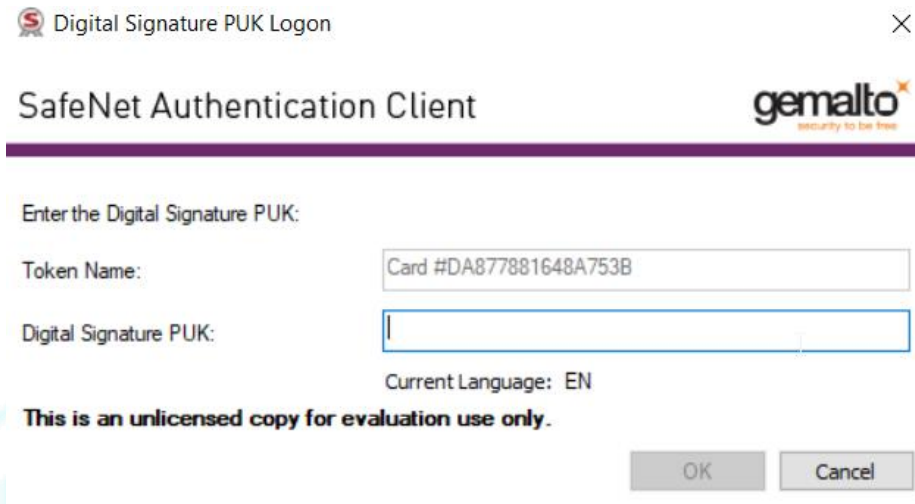 Digital Signature PUK Logon
SafeNet Authentication Client
gemalto
security to be free
Enter the Digital Signature PUK:
Token Name: Card #DA877881648A753B
Digital Signature PUK:
Current Language: EN
This is an unlicensed copy for evaluation use only.
OK Cancel